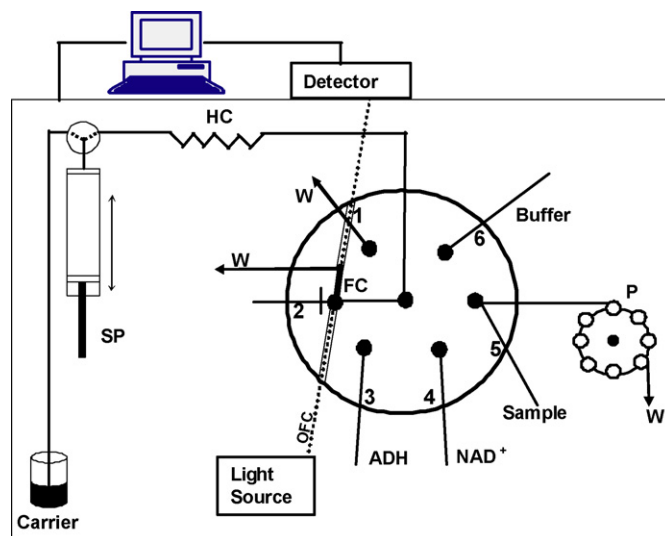 Detector
HC
W
1
Buffer
6
W
FC
P
2
SP
5
3
4
W
Sample
OFC
ADH
NAD⁺
Light
Source
Carrier